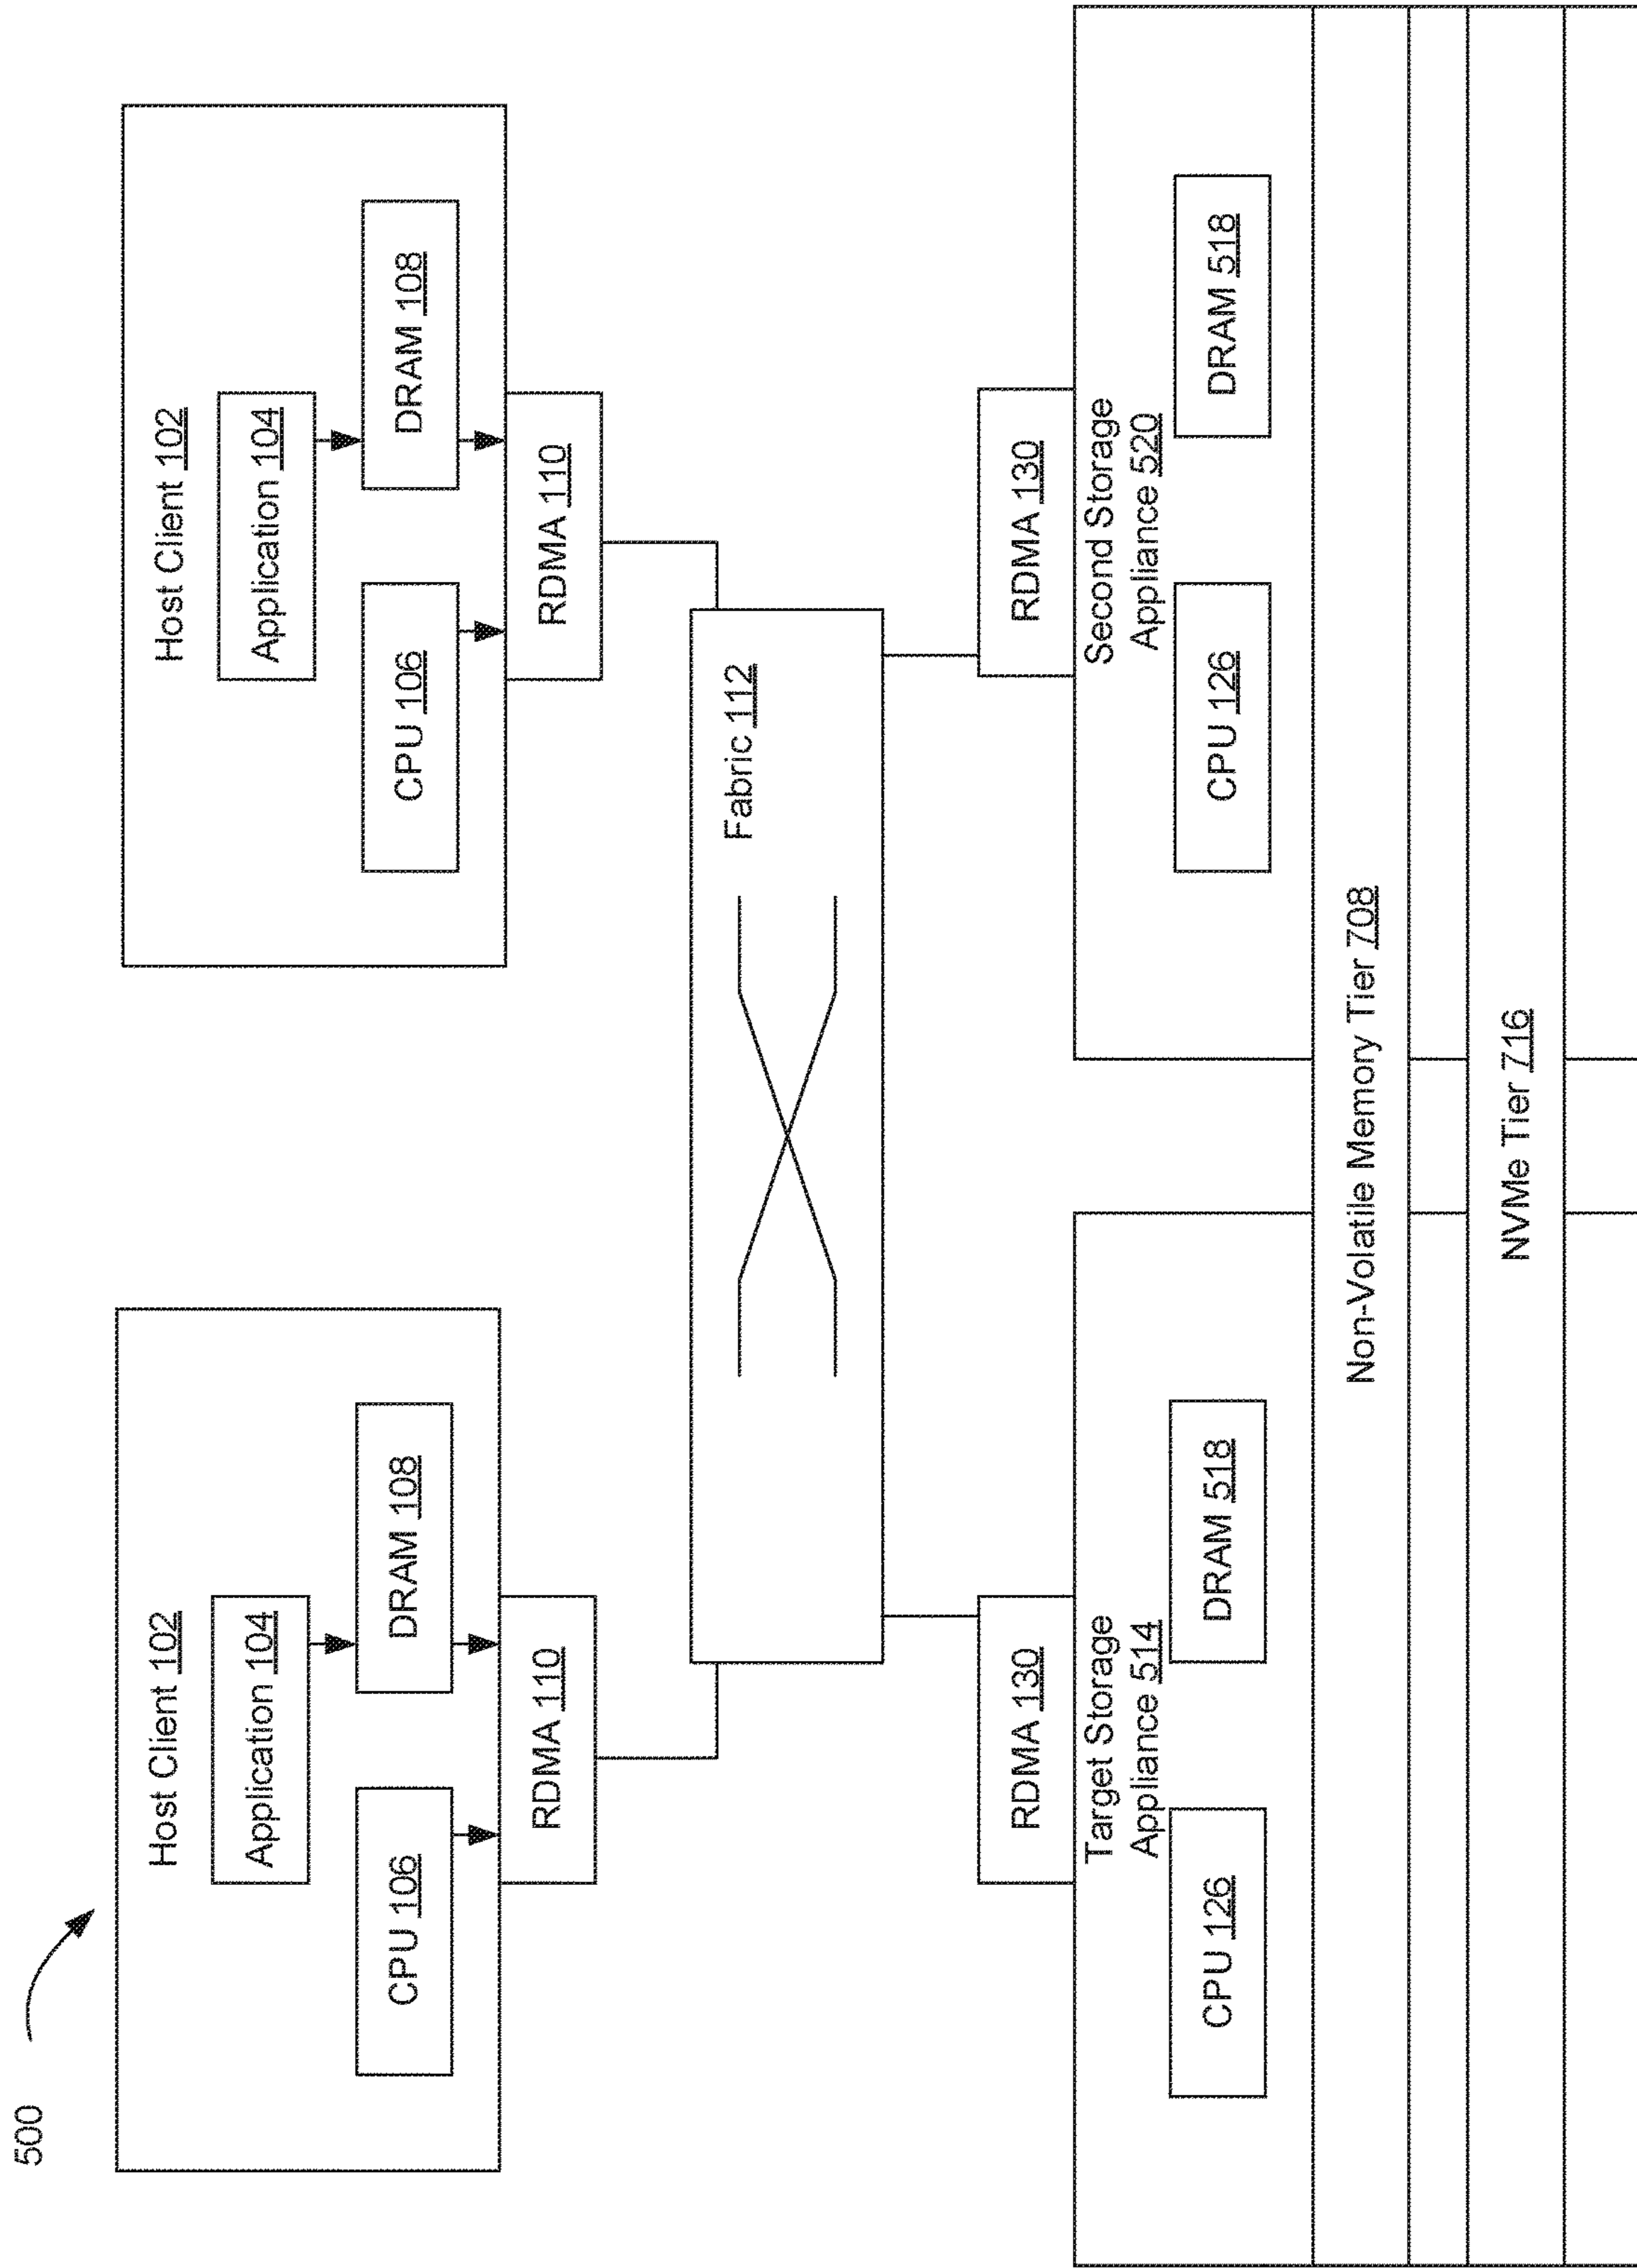 500
Host Client 102
Application 104
CPU 106
DRAM 108
RDMA 110
Host Client 102
Application 104
CPU 106
DRAM 108
RDMA 110
Fabric 112
RDMA 130
Target Storage
Appliance 514
CPU 126
DRAM 518
RDMA 130
Second Storage
Appliance 520
CPU 126
DRAM 518
Non-Volatile Memory Tier 708
NVMe Tier 716